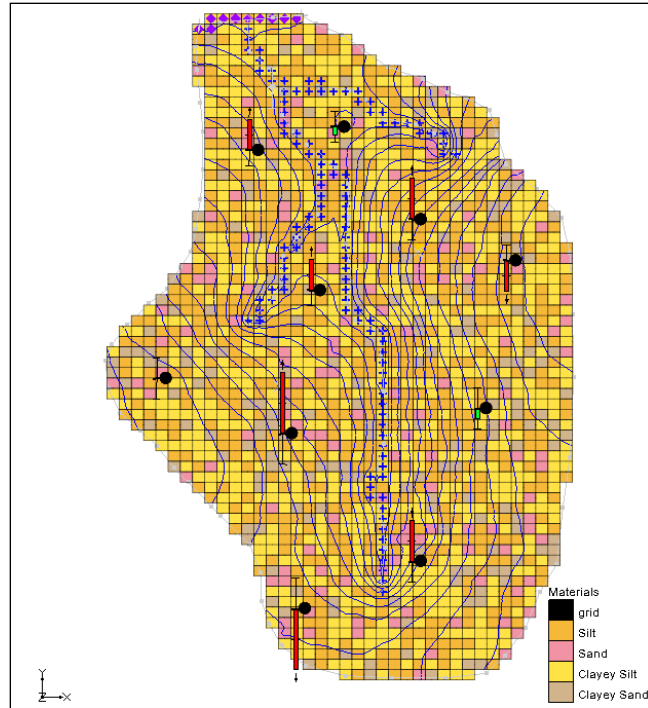 Materials
grid
Silt
Sand
Clayey Silt
Clayey Sand
Y
Z
X